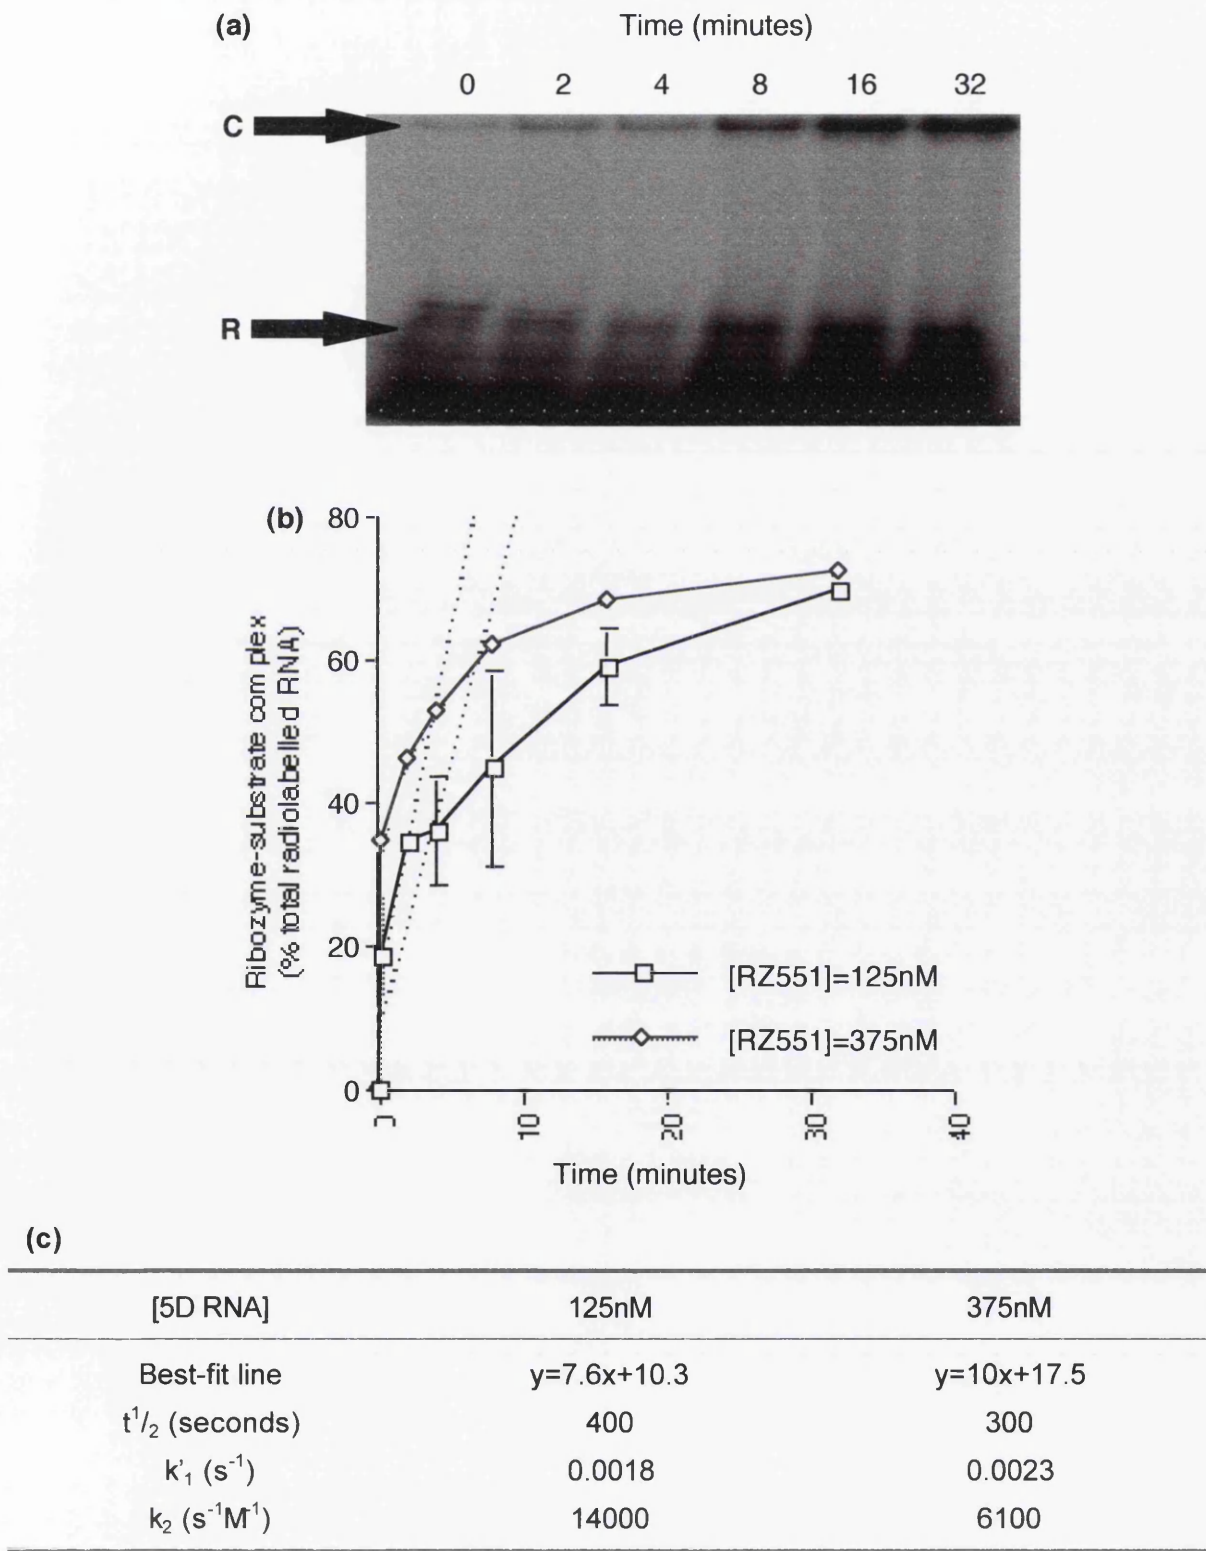 (a)
Time (minutes)
0 2 4 8 16 32
C
R
(b)
80
60
40
20
0
Ribozyme-substrate com plex
(% total radiolabelled RNA)
[RZ551]=125nM
[RZ551]=375nM
0 10 20 30 40
Time (minutes)
(c)
[5D RNA] 125nM 375nM
Best-fit line y=7.6x+10.3 y=10x+17.5
t¹/₂ (seconds) 400 300
k'₁ (s⁻¹) 0.0018 0.0023
k₂ (s⁻¹M⁻¹) 14000 6100